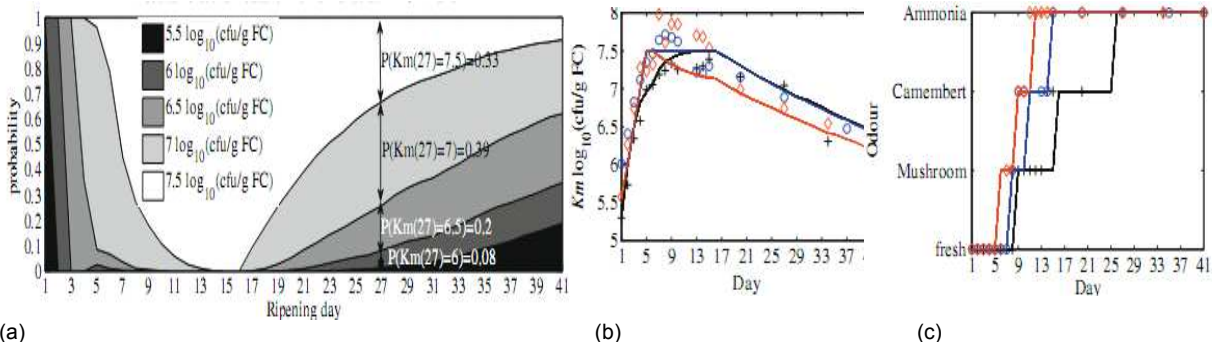 probability
1
0.9
0.8
0.7
0.6
0.5
0.4
0.3
0.2
0.1
0
5.5 log10(cfu/g FC)
6 log10(cfu/g FC)
6.5 log10(cfu/g FC)
7 log10(cfu/g FC)
7.5 log10(cfu/g FC)
P(Km(27)=7.5)=0.33
P(Km(27)=7)=0.39
P(Km(27)=6.5)=0.2
P(Km(27)=6)=0.08
1 3 5 7 9 11 13 15 17 19 21 23 25 27 29 31 33 35 37 39 41
Ripening day
(a)
Km log10(cfu/g FC)
8
7.5
7
6.5
6
5.5
5
1 5 9 13 17 21 25 29 33 37
Day
(b)
Odour
Ammonia
Camembert
Mushroom
fresh
1 5 9 13 17 21 25 29 33 37 41
Day
(c)